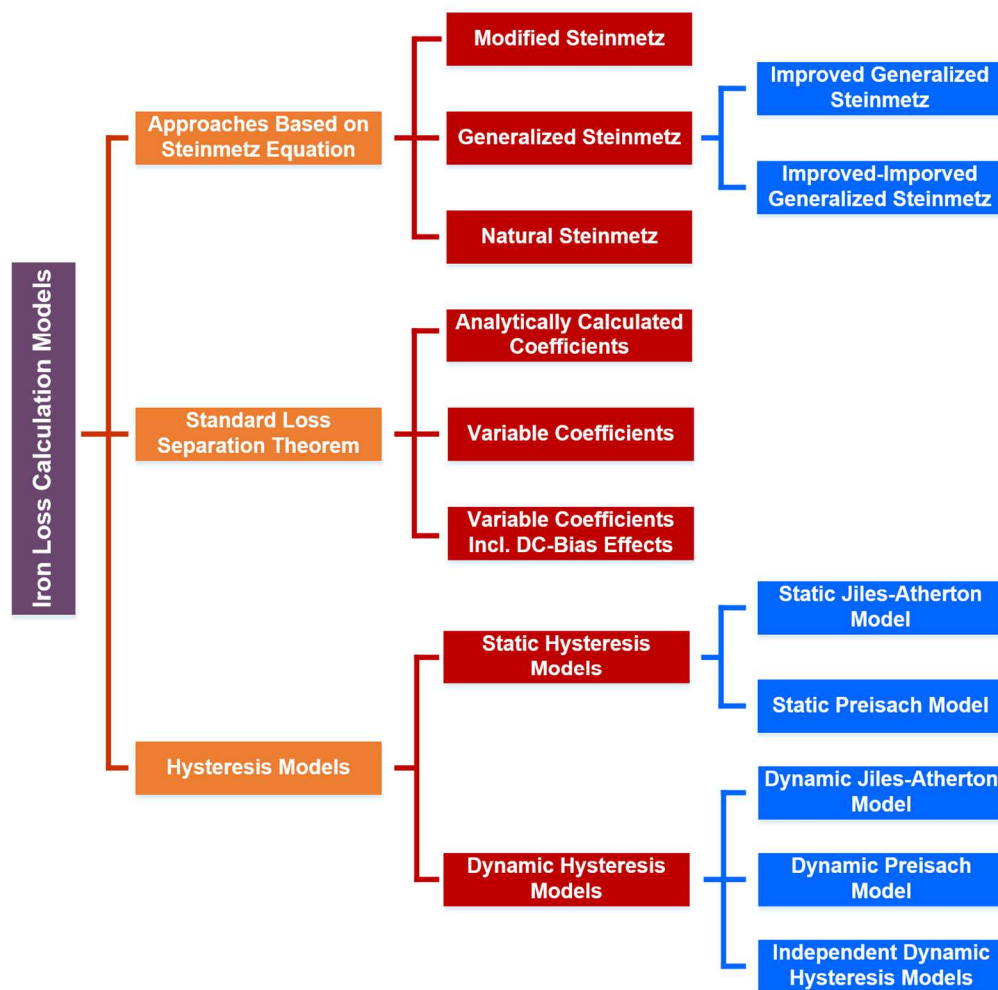 Iron Loss Calculation Models
Approaches Based on
Steinmetz Equation
Modified Steinmetz
Generalized Steinmetz
Improved Generalized
Steinmetz
Improved-Imporved
Generalized Steinmetz
Natural Steinmetz
Standard Loss
Separation Theorem
Analytically Calculated
Coefficients
Variable Coefficients
Variable Coefficients
Incl. DC-Bias Effects
Hysteresis Models
Static Hysteresis
Models
Static Jiles-Atherton
Model
Static Preisach Model
Dynamic Hysteresis
Models
Dynamic Jiles-Atherton
Model
Dynamic Preisach
Model
Independent Dynamic
Hysteresis Models